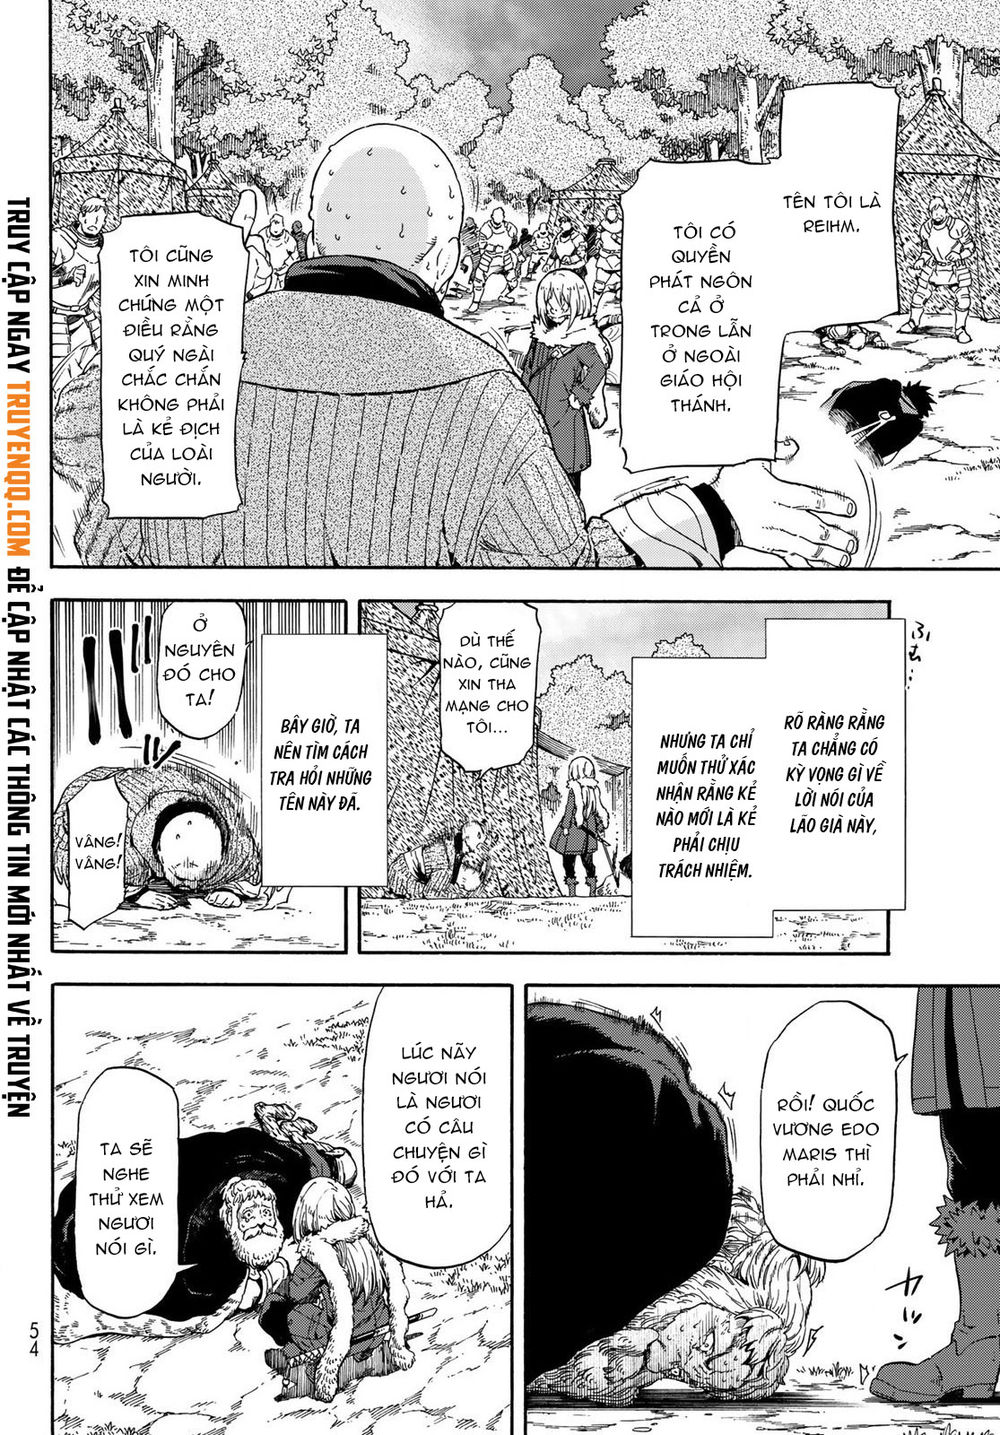 TÊN TÔI LÀ
REIHM.
TÔI CÓ
QUYỀN
PHÁT NGÔN
CẢ Ở
TRONG LẪN
Ở NGOÀI
GIÁO HỘI
THÁNH.
TÔI CŨNG
XIN MINH
CHỨNG MỘT
ĐIỀU RẰNG
QUÝ NGÀI
CHẮC CHẮN
KHÔNG PHẢI
LÀ KẺ ĐỊCH
CỦA LOÀI
NGƯỜI.
ふむ…
RÕ RÀNG RẰNG
TA CHẲNG CÓ
KỲ VỌNG GÌ VỀ
LỜI NÓI CỦA
LÃO GIÀ NÀY,
NHƯNG TA CHỈ
MUỐN THỬ XÁC
NHẬN RẰNG KẺ
NÀO MỚI LÀ KẺ
PHẢI CHỊU
TRÁCH NHIỆM.
DÙ THẾ
NÀO, CŨNG
XIN THA
MẠNG CHO
TÔI...
BÂY GIỜ, TA
NÊN TÌM CÁCH
TRA HỎI NHỮNG
TÊN NÀY ĐÃ.
Ở
NGUYÊN
ĐÓ CHO
TA!
VÂNG!
VÂNG!
RỒI! QUỐC
VƯƠNG EDO
MARIS THÌ
PHẢI NHỈ.
カツ…
LÚC NÃY
NGƯƠI NÓI
LÀ NGƯƠI
CÓ CÂU
CHUYỆN GÌ
ĐÓ VỚI TA
HẢ.
TA SẼ
NGHE
THỬ XEM
NGƯƠI
NÓI GÌ.
54
TRUY CẬP NGAY TRUYENQQ.COM ĐỂ CẬP NHẬT CÁC THÔNG TIN MỚI NHẤT VỀ TRUYỆN